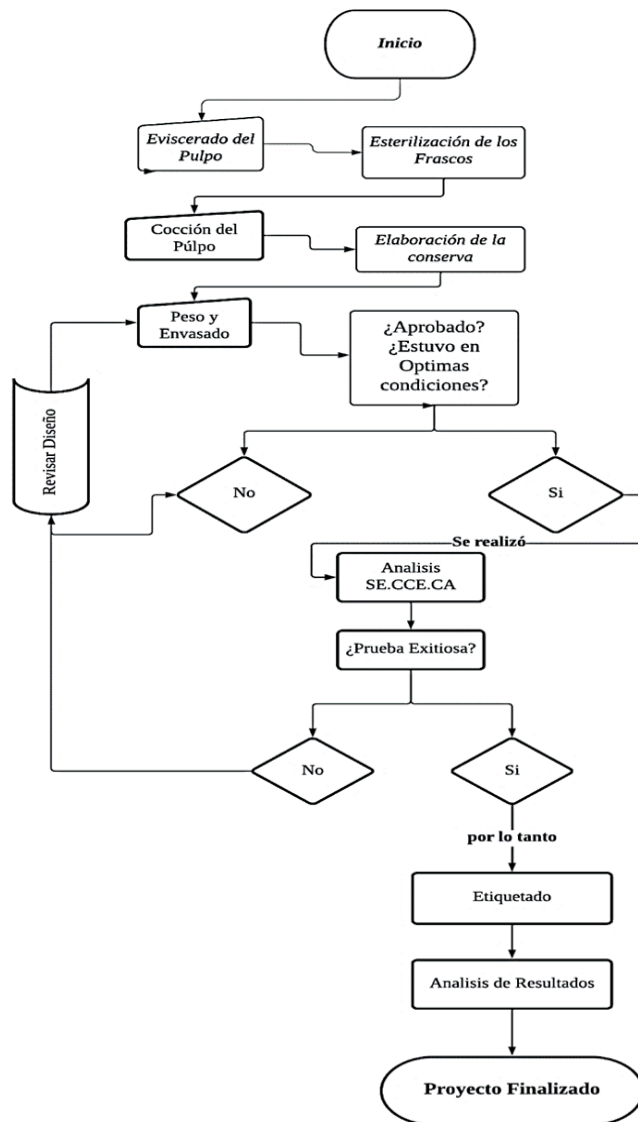 Inicio
Eviscerado del
Pulpo
Esterilización de los
Frascos
Cocción del
Púlpo
Elaboración de la
conserva
Peso y
Envasado
¿Aprobado?
¿Estuvo en
Optimas
condiciones?
Revisar Diseño
No
Si
Se realizó
Analisis
SE.CCE.CA
¿Prueba Exitiosa?
No
Si
por lo tanto
Etiquetado
Analisis de Resultados
Proyecto Finalizado